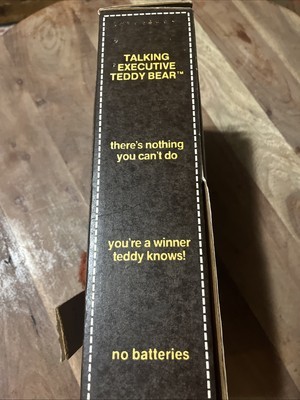 TALKING
EXECUTIVE
TEDDY BEAR™
there's nothing
you can't do
you're a winner
teddy knows!
no batteries